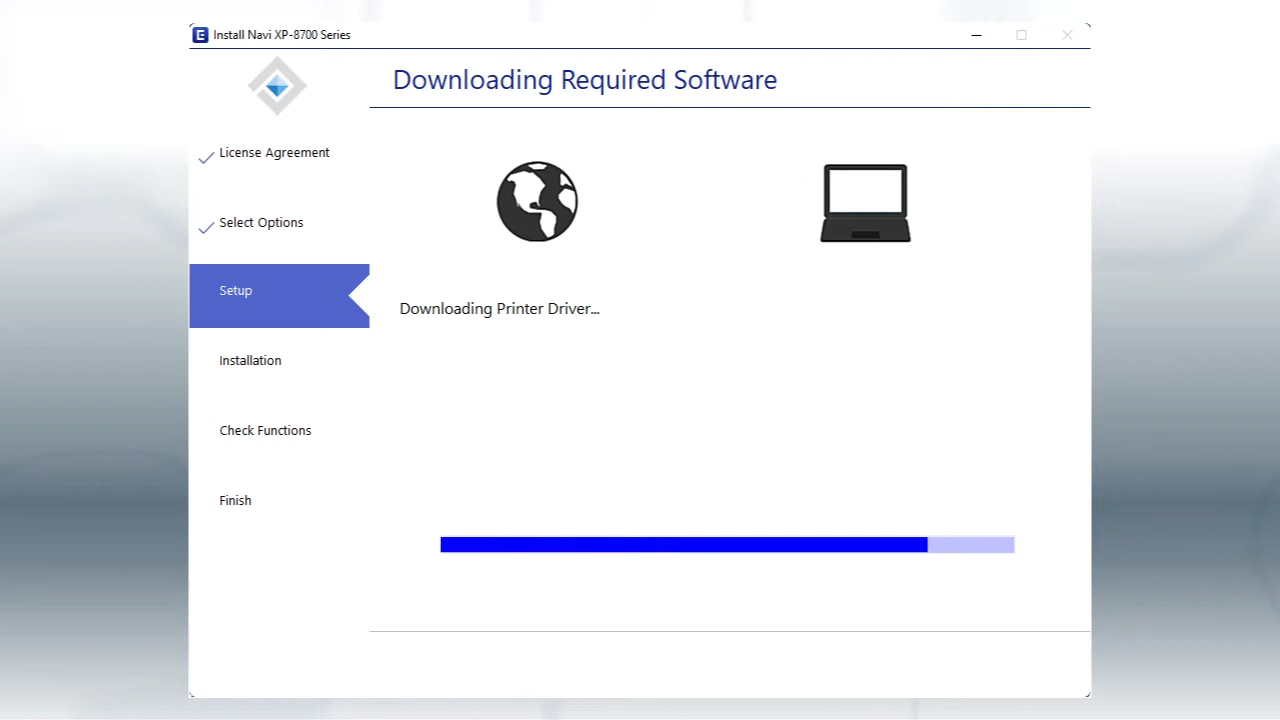 Install Navi XP-8700 Series
Downloading Required Software
License Agreement
Select Options
Setup
Installation
Check Functions
Finish
Downloading Printer Driver...